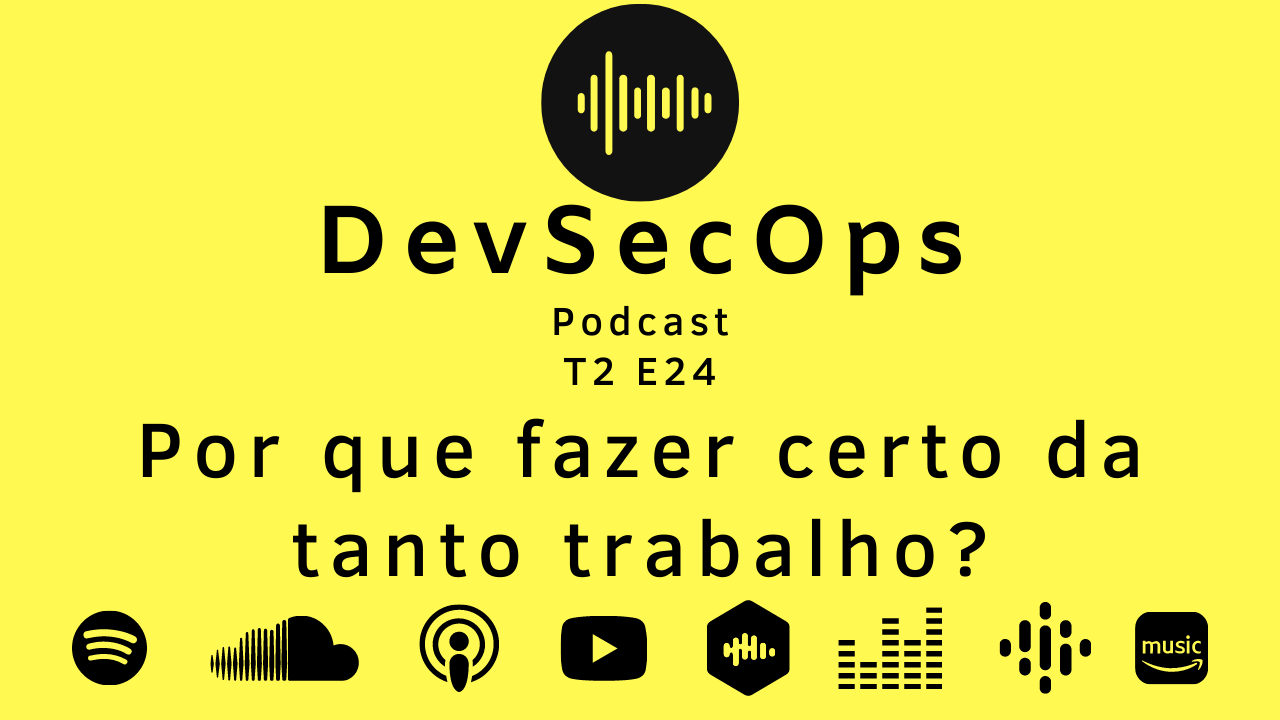 DevSecOps
Podcast
T2 E24
Por que fazer certo da
tanto trabalho?
music